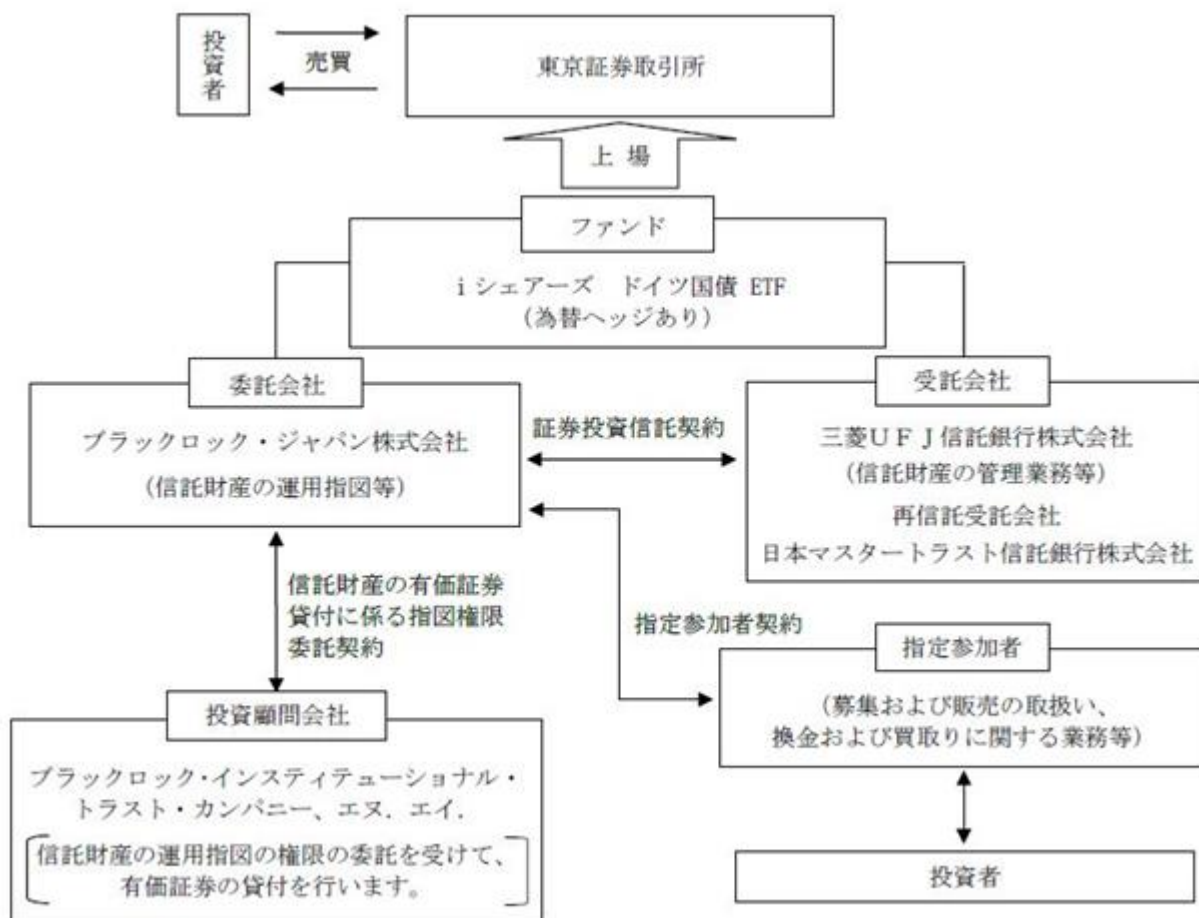 投資者
売買
東京証券取引所
上 場
ファンド
i シェアーズ ドイツ国債 ETF
(為替ヘッジあり)
委託会社
ブラックロック・ジャパン株式会社
(信託財産の運用指図等)
証券投資信託契約
受託会社
三菱UFJ信託銀行株式会社
(信託財産の管理業務等)
再信託受託会社
日本マスタートラスト信託銀行株式会社
信託財産の有価証券
貸付に係る指図権限
委託契約
指定参加者契約
指定参加者
(募集および販売の取扱い、
換金および買取りに関する業務等)
投資顧問会社
ブラックロック・インスティテューショナル・
トラスト・カンパニー、エヌ.エイ.
信託財産の運用指図の権限の委託を受けて、
有価証券の貸付を行います。
投資者